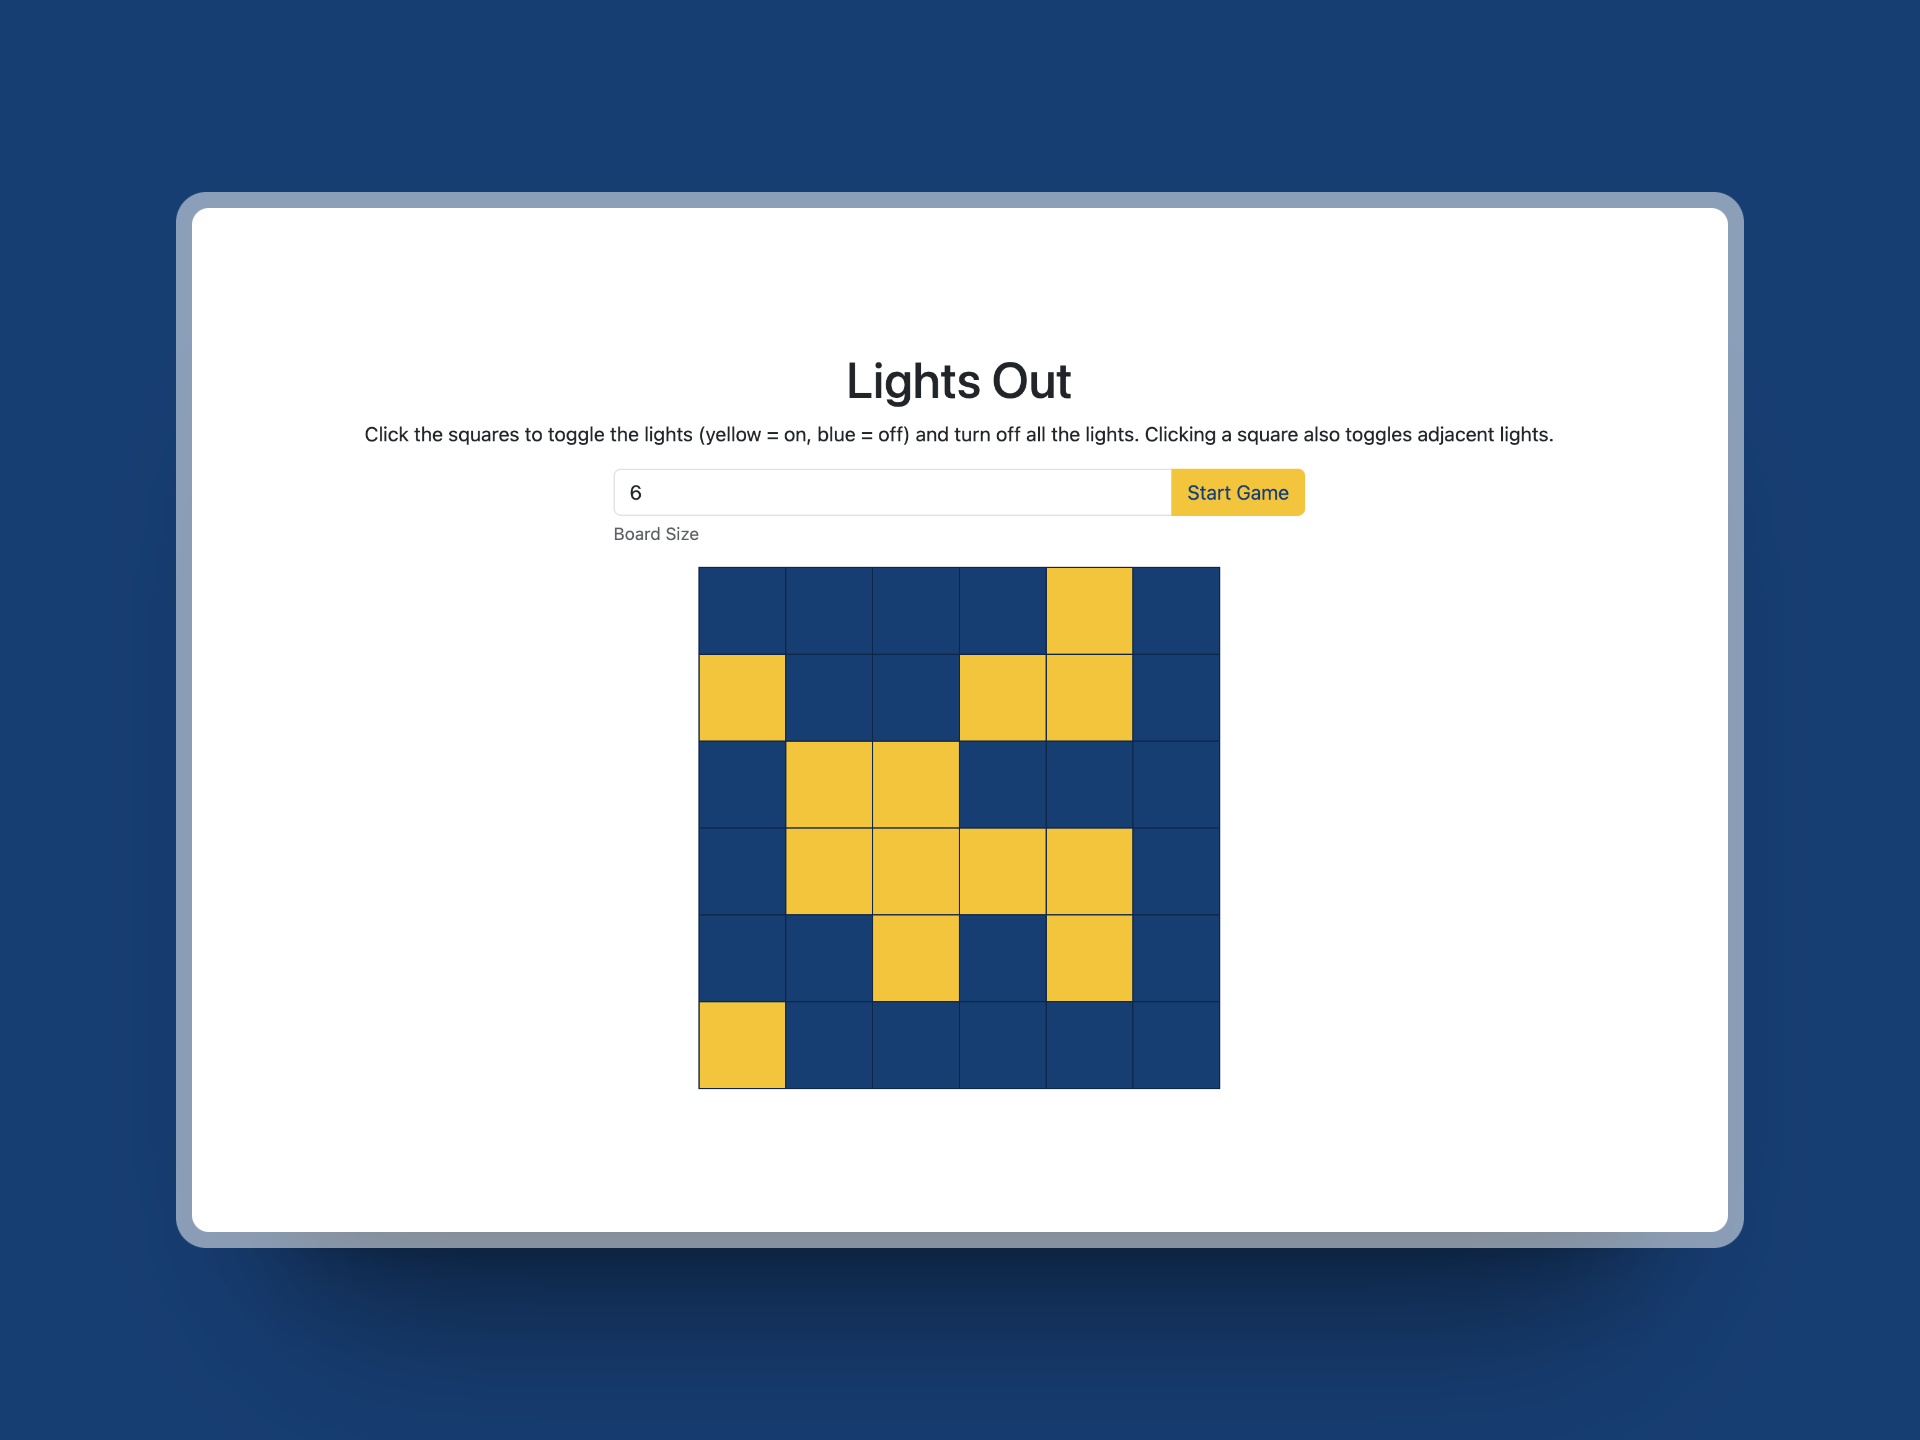 Lights Out
Click the squares to toggle the lights (yellow = on, blue = off) and turn off all the lights. Clicking a square also toggles adjacent lights.
6
Start Game
Board Size